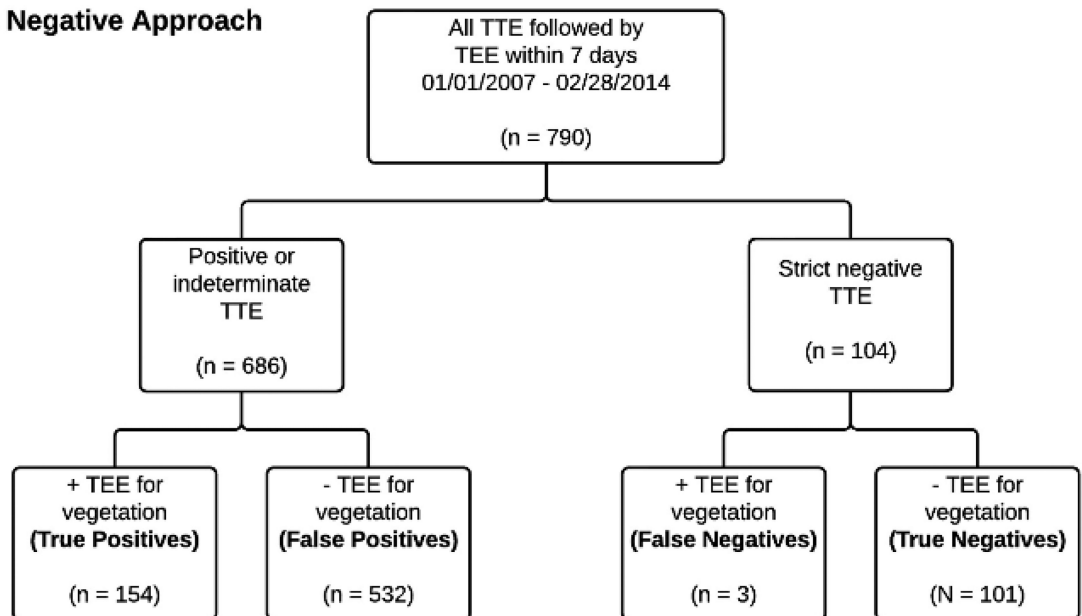 Negative Approach
All TTE followed by
TEE within 7 days
01/01/2007 - 02/28/2014
(n = 790)
Positive or
indeterminate
TTE
(n = 686)
Strict negative
TTE
(n = 104)
+ TEE for
vegetation
(True Positives)
(n = 154)
- TEE for
vegetation
(False Positives)
(n = 532)
+ TEE for
vegetation
(False Negatives)
(n = 3)
- TEE for
vegetation
(True Negatives)
(N = 101)